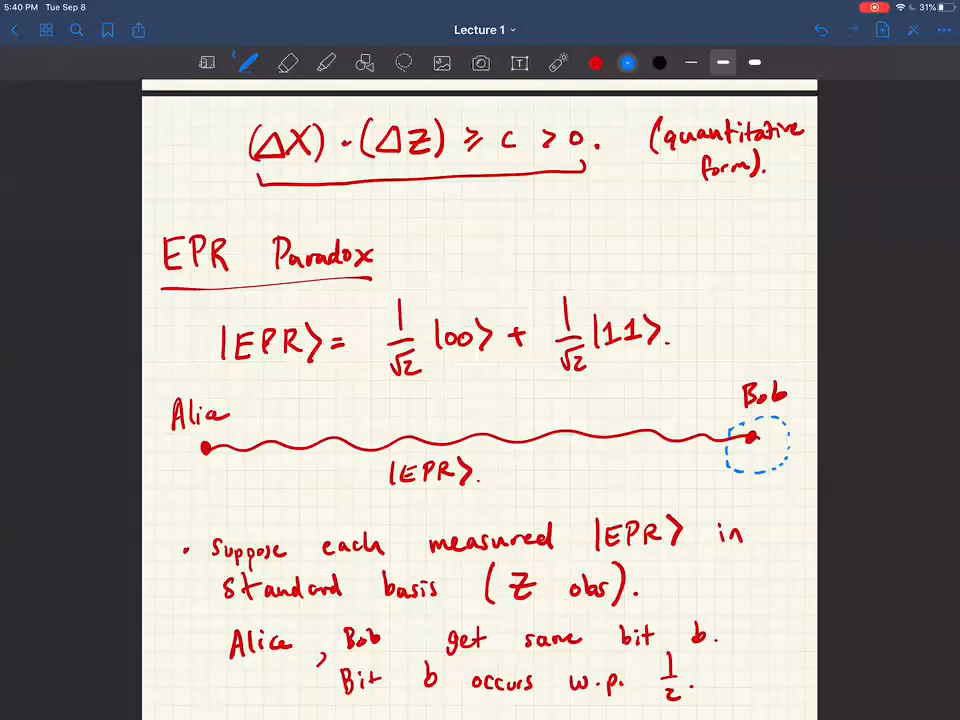 5:40 PM Tue Sep 8
31%
Lecture 1
(ΔX) · (ΔZ) ≥ c > 0. (quantitative
form).
EPR Paradox
|EPR⟩ = 1/√2 |00⟩ + 1/√2 |11⟩.
Alice
Bob
|EPR⟩.
• suppose each measured |EPR⟩ in
standard basis (Z obs).
Alice, Bob get same bit b.
Bit b occurs w.p. 1/2.